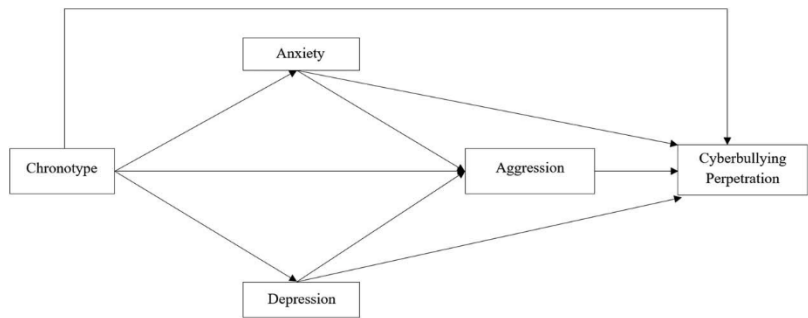 Anxiety
Chronotype
Aggression
Cyberbullying
Perpetration
Depression